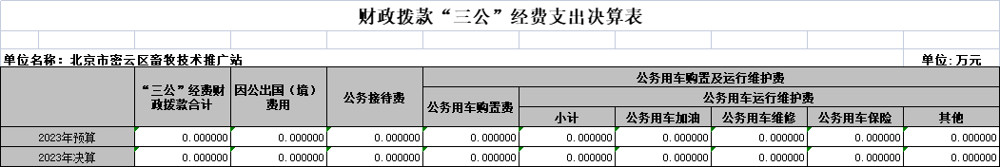 财政拨款“三公”经费支出决算表
单位名称：北京市密云区畜牧技术推广站 单位：万元
“三公”经费财政拨款合计 因公出国（境）费用 公务接待费 公务用车购置及运行维护费
公务用车购置费 公务用车运行维护费
小计 公务用车加油 公务用车维修 公务用车保险 其他
2023年预算 0.000000 0.000000 0.000000 0.000000 0.000000 0.000000 0.000000 0.000000 0.000000
2023年决算 0.000000 0.000000 0.000000 0.000000 0.000000 0.000000 0.000000 0.000000 0.000000